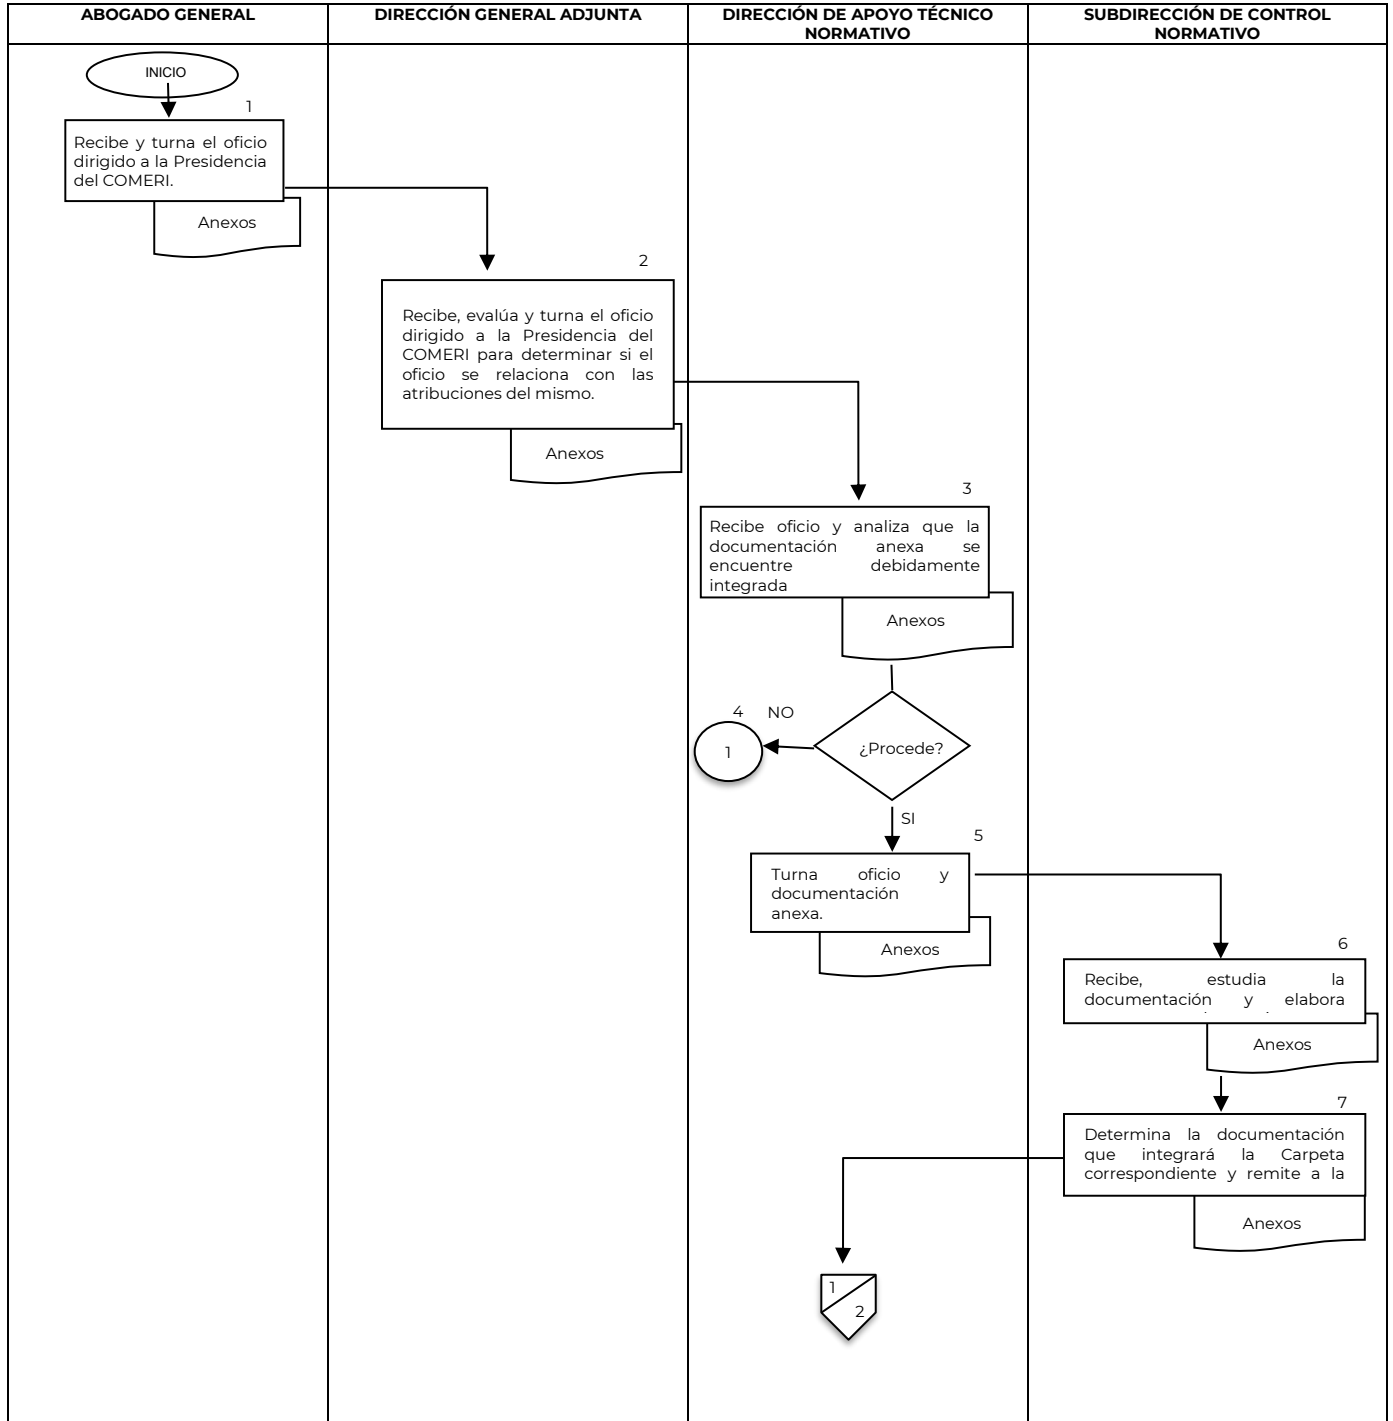 ABOGADO GENERAL
DIRECCIÓN GENERAL ADJUNTA
DIRECCIÓN DE APOYO TÉCNICO
NORMATIVO
SUBDIRECCIÓN DE CONTROL
NORMATIVO
INICIO
1
Recibe y turna el oficio
dirigido a la Presidencia
del COMERI.
Anexos
2
Recibe, evalúa y turna el oficio
dirigido a la Presidencia del
COMERI para determinar si el
oficio se relaciona con las
atribuciones del mismo.
Anexos
3
Recibe oficio y analiza que la
documentación anexa se
encuentre debidamente
integrada
Anexos
4 NO
1
¿Procede?
SI
5
Turna oficio y
documentación
anexa.
Anexos
6
Recibe, estudia la
documentación y elabora
Anexos
7
Determina la documentación
que integrará la Carpeta
correspondiente y remite a la
Anexos
1
2